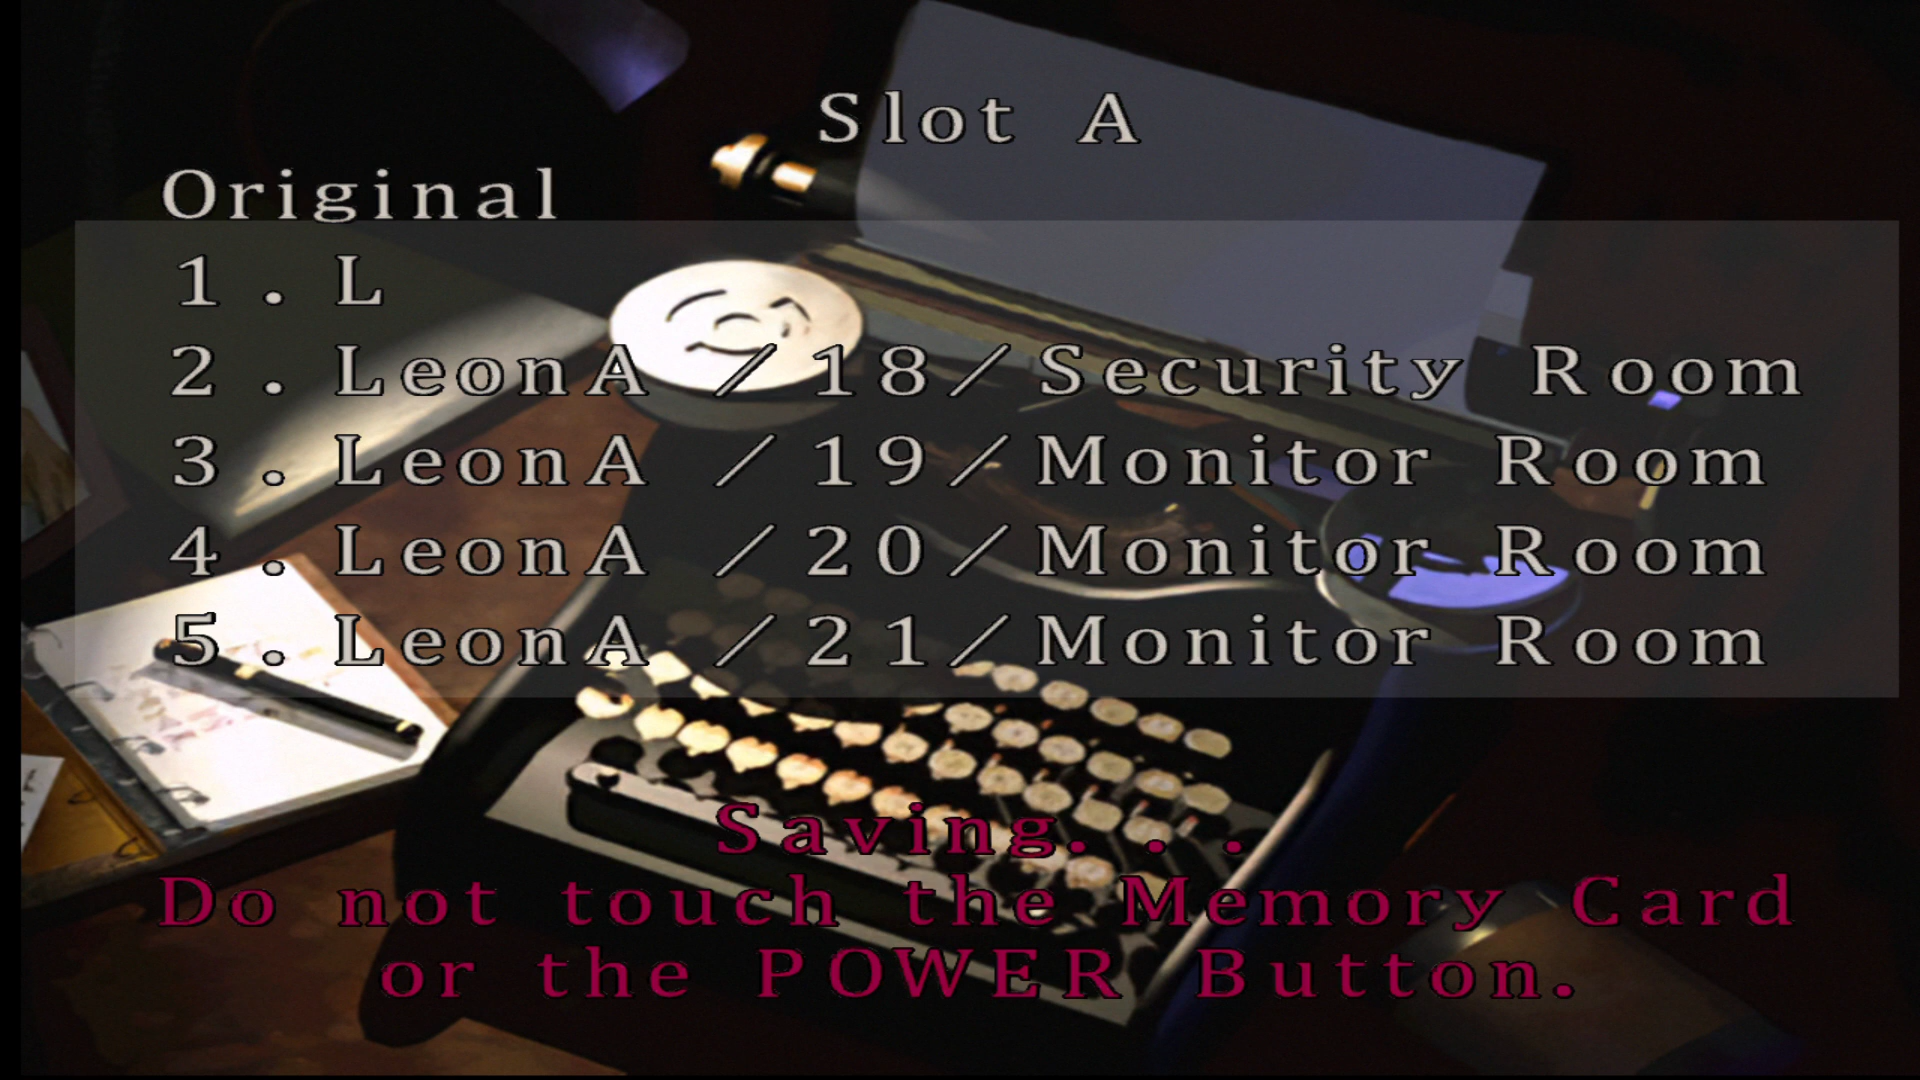 Slot A
Original
1. L
2. LeonA /18/Security Room
3. LeonA /19/Monitor Room
4. LeonA /20/Monitor Room
5. LeonA /21/Monitor Room
Saving...
Do not touch the Memory Card
or the POWER Button.